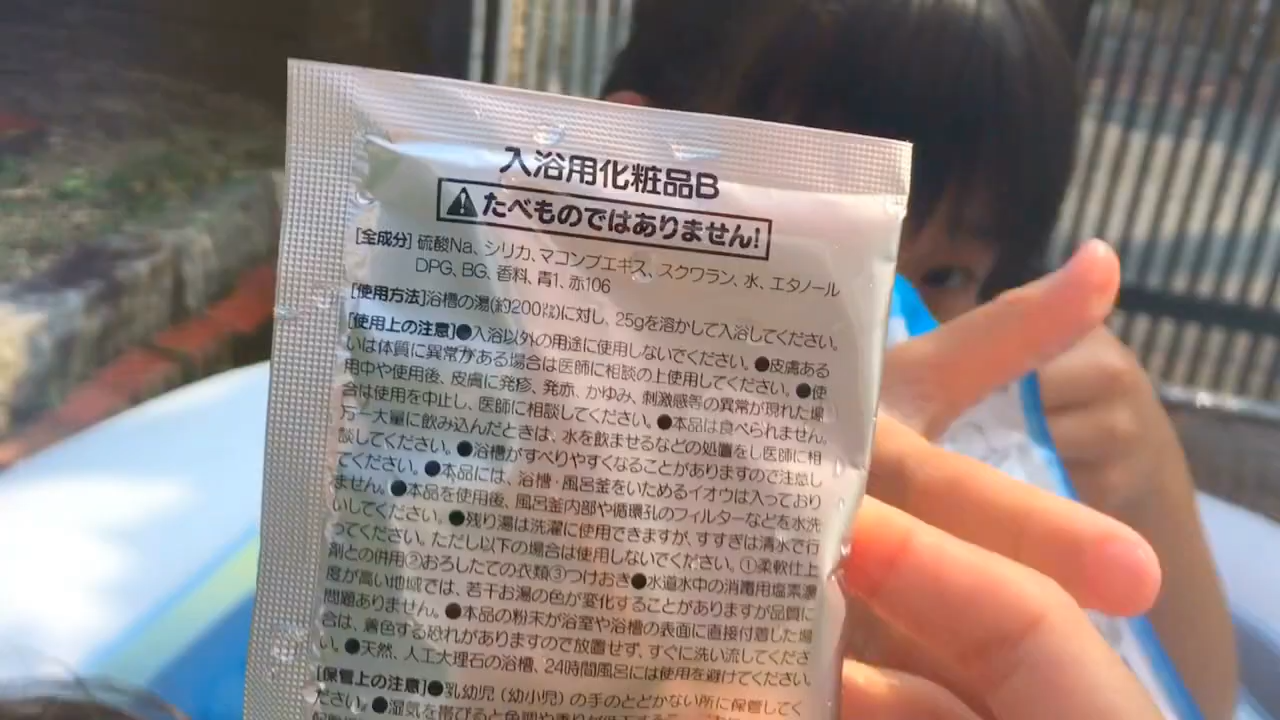 入浴用化粧品B
たべものではありません!
[全成分] 硫酸Na、シリカ、マコンブエキス、スクワラン、水、エタノール
DPG、BG、香料、青1、赤106
[使用方法]浴槽の湯(約200㍑)に対し、25gを溶かして入浴してください。
[使用上の注意]●入浴以外の用途に使用しないでください。●皮膚ある
いは体質に異常がある場合は医師に相談の上使用してください。●使
用中や使用後、皮膚に発疹、発赤、かゆみ、刺激感等の異常が現れた場
合は使用を中止し、医師に相談してください。●本品は食べられません。
万一大量に飲み込んだときは、水を飲ませるなどの処置をし医師に相
談してください。●浴槽がすべりやすくなることがありますので注意し
てください。●本品には、浴槽・風呂釜をいためるイオウは入っており
ません。●本品を使用後、風呂釜内部や循環孔のフィルターなどを水洗
いしてください。●残り湯は洗濯に使用できますが、すすぎは清水で行
ってください。ただし以下の場合は使用しないでください。①柔軟仕上
剤との併用②おろしたての衣類③つけおき●水道水中の消毒用塩素濃
度が高い地域では、若干お湯の色が変化することがありますが品質に
問題ありません。●本品の粉末が浴室や浴槽の表面に直接付着した場
合は、着色する恐れがありますので放置せず、すぐに洗い流してくださ
い。●天然、人工大理石の浴槽、24時間風呂には使用を避けてください。
[保管上の注意]●乳幼児(幼小児)の手のとどかない所に保管してく
ださい。●湿気を帯びると色調や香りが